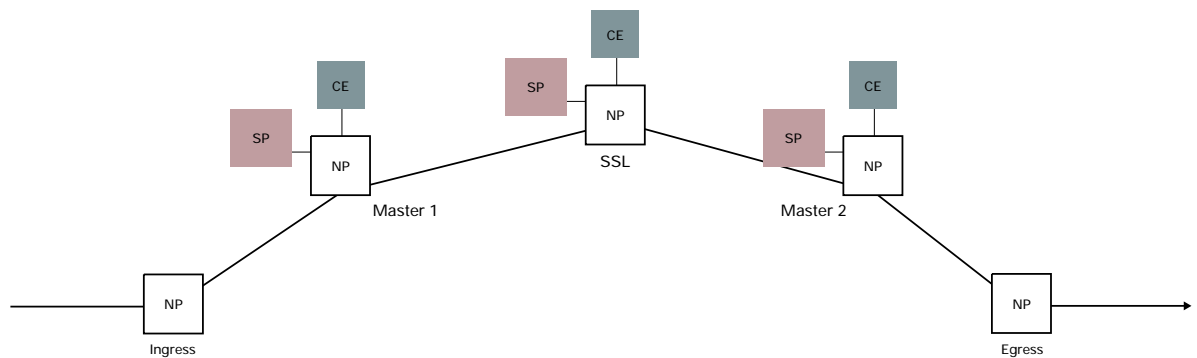 CE
SP
NP
SSL
CE
SP
NP
Master 1
CE
SP
NP
Master 2
NP
Ingress
NP
Egress